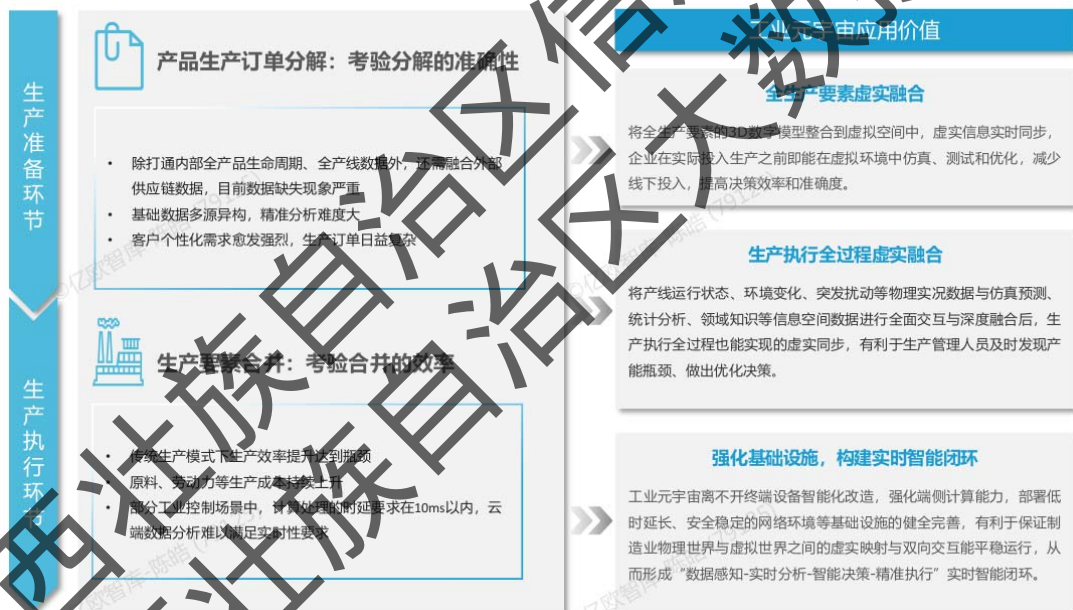 生产准备环节
产品生产订单分解：考验分解的准确性
• 除打通内部全产品生命周期、全产线数据外，还需融合外部
供应链数据，目前数据缺失现象严重
• 基础数据多源异构，精准分析难度大
• 客户个性化需求愈发强烈，生产订单日益复杂
生产执行环节
生产要素合并：考验合并的效率
• 传统生产模式下生产效率提升达到瓶颈
• 原料、劳动力等生产成本持续上升
• 部分工业控制场景中，计算处理的时延要求在10ms以内，云
端数据分析难以满足实时性要求
工业元宇宙应用价值
全生产要素虚实融合
将全生产要素的3D数字模型整合到虚拟空间中，虚实信息实时同步，
企业在实际投入生产之前即能在虚拟环境中仿真、测试和优化，减少
线下投入，提高决策效率和准确度。
生产执行全过程虚实融合
将产线运行状态、环境变化、突发扰动等物理实况数据与仿真预测、
统计分析、领域知识等信息空间数据进行全面交互与深度融合后，生
产执行全过程也能实现的虚实同步，有利于生产管理人员及时发现产
能瓶颈、做出优化决策。
强化基础设施，构建实时智能闭环
工业元宇宙离不开终端设备智能化改造，强化端侧计算能力，部署低
时延长、安全稳定的网络环境等基础设施的健全完善，有利于保证制
造业物理世界与虚拟世界之间的虚实映射与双向交互能平稳运行，从
而形成“数据感知-实时分析-智能决策-精准执行”实时智能闭环。
西壮族自治区信
壮族自治区大数
©亿欧智库-陈皓(79125)